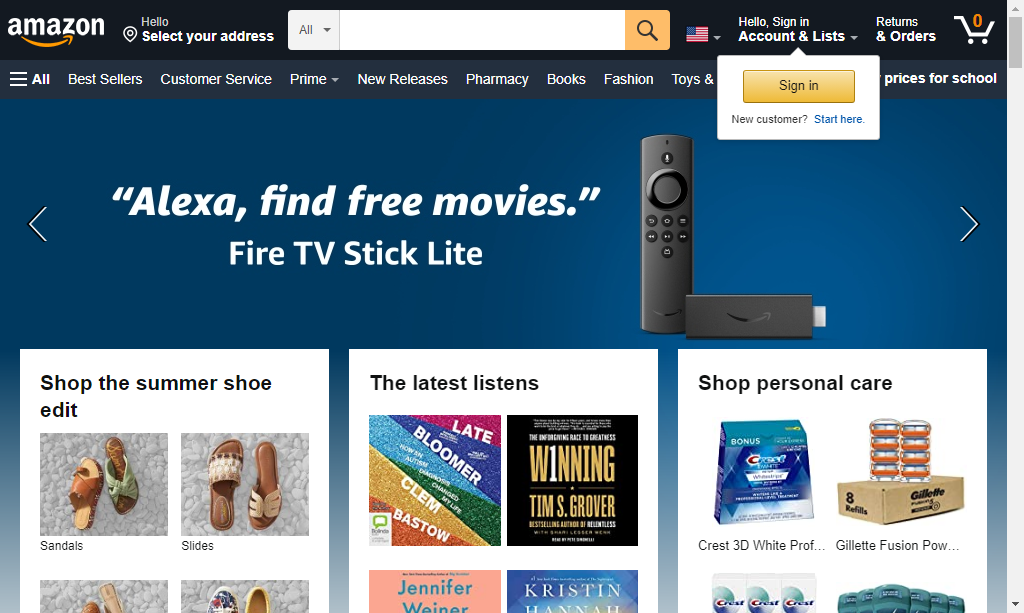 amazon
Hello
Select your address
All
Hello, Sign in
Account & Lists
Returns
& Orders
0
All
Best Sellers
Customer Service
Prime
New Releases
Pharmacy
Books
Fashion
Toys &
prices for school
Sign in
New customer? Start here.
“Alexa, find free movies.”
Fire TV Stick Lite
Shop the summer shoe
edit
Sandals
Slides
The latest listens
LATE
BLOOMER
HOW AN
AUTISM
DIAGNOSIS
CHANGED
MY LIFE
CLEM
BASTOW
Bolinda
THE UNFORGIVING RACE TO GREATNESS
W1NNING
TIM S. GROVER
BESTSELLING AUTHOR OF RELENTLESS
WITH SHARI LESSER WENK
READ BY PETE SIMONELLI
Jennifer
Weiner
KRISTIN
HANNAH
Shop personal care
BONUS
Crest
3D WHITE
Whitestrips
8
Refills
Gillette
Fusion5
Crest 3D White Prof...
Gillette Fusion Pow...
Crest
Crest
Crest